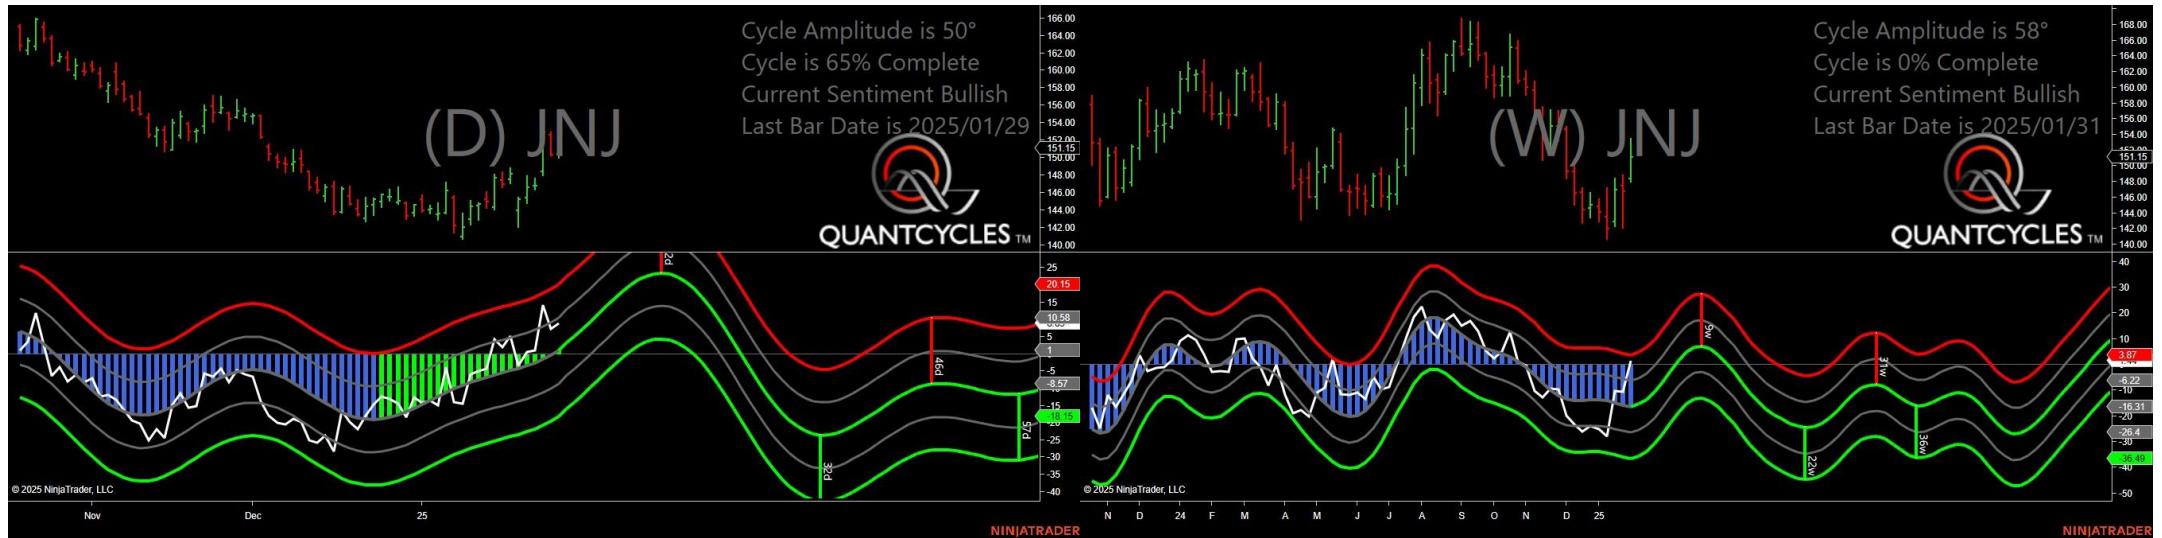 Cycle Amplitude is 50°
Cycle is 65% Complete
Current Sentiment Bullish
Last Bar Date is 2025/01/29
(D) JNJ
QUANTCYCLES TM
166.00
164.00
162.00
160.00
158.00
156.00
154.00
152.00
151.15
150.00
148.00
146.00
144.00
142.00
140.00
2d
46d
32d
57d
25
20.15
15
10.58
5
1
-5
-8.57
-15
-18.15
-25
-30
-35
-40
© 2025 NinjaTrader, LLC
Nov
Dec
25
NINJATRADER
Cycle Amplitude is 58°
Cycle is 0% Complete
Current Sentiment Bullish
Last Bar Date is 2025/01/31
(W) JNJ
QUANTCYCLES TM
168.00
166.00
164.00
162.00
160.00
158.00
156.00
154.00
151.15
150.00
148.00
146.00
144.00
142.00
140.00
9w
31w
22w
36w
40
30
20
10
3.87
-6.22
-10
-16.31
-20
-26.4
-30
-36.49
-40
-50
© 2025 NinjaTrader, LLC
N
D
24
F
M
A
M
J
J
A
S
O
N
D
25
NINJATRADER